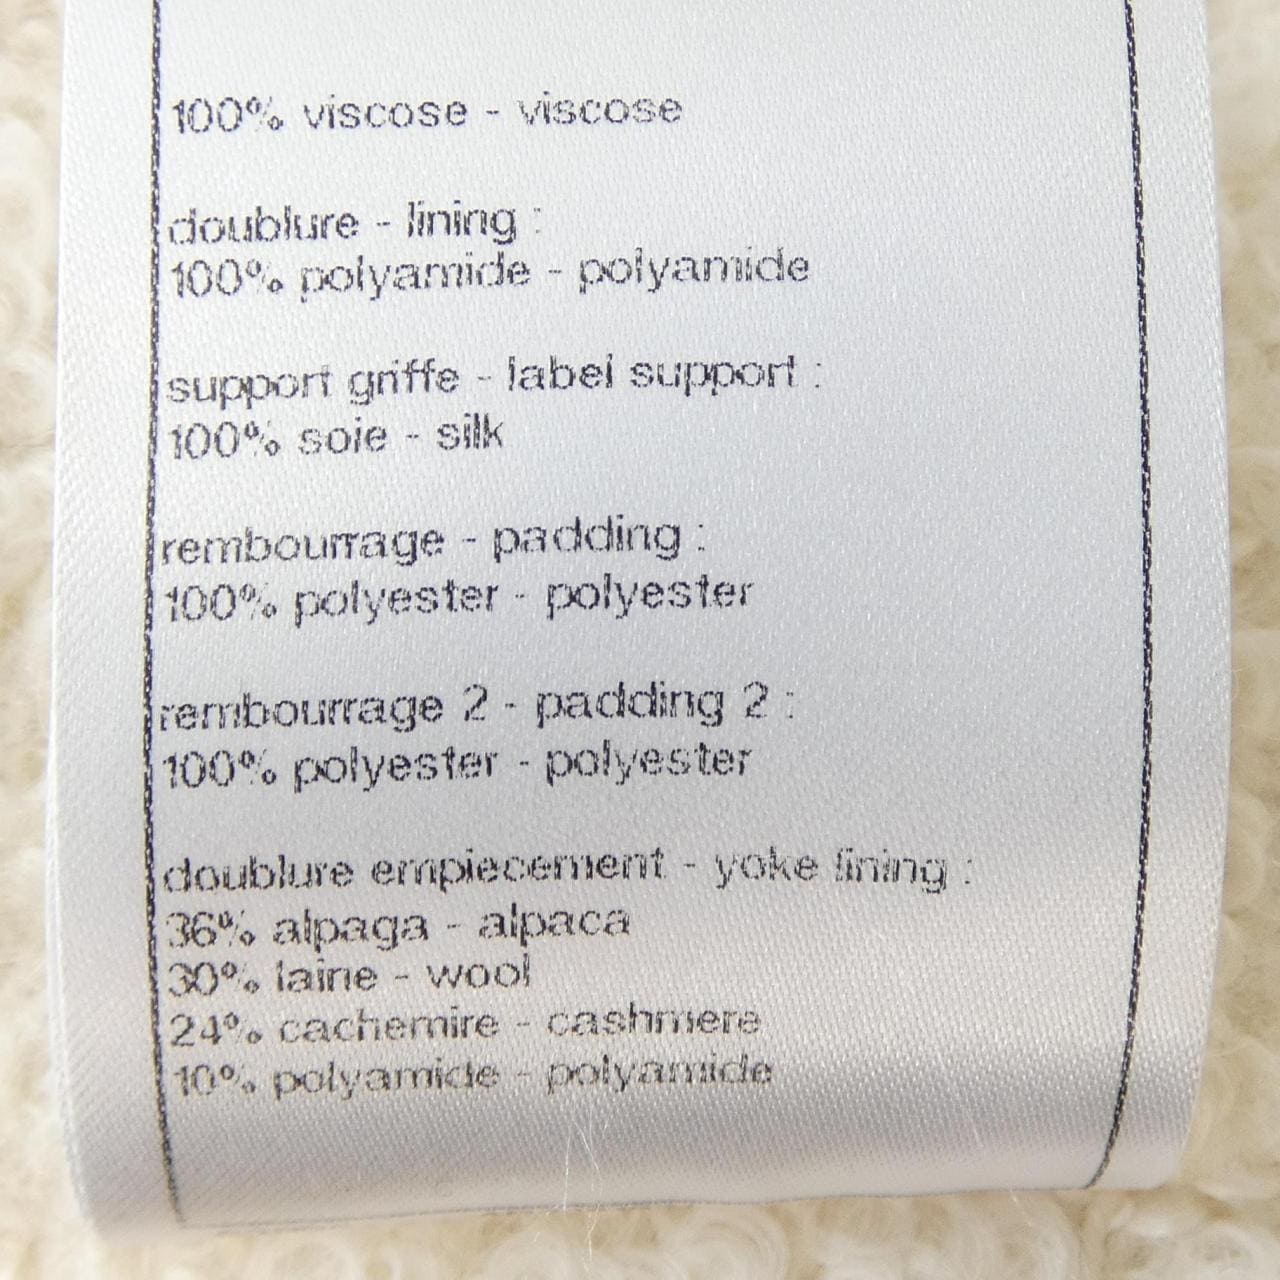 100% viscose - viscose
doublure - lining :
100% polyamide - polyamide
support griffe - label support :
100% soie - silk
rembourrage - padding :
100% polyester - polyester
rembourrage 2 - padding 2 :
100% polyester - polyester
doublure empiecement - yoke lining :
36% alpaga - alpaca
30% laine - wool
24% cachemire - cashmere
10% polyamide - polyamide